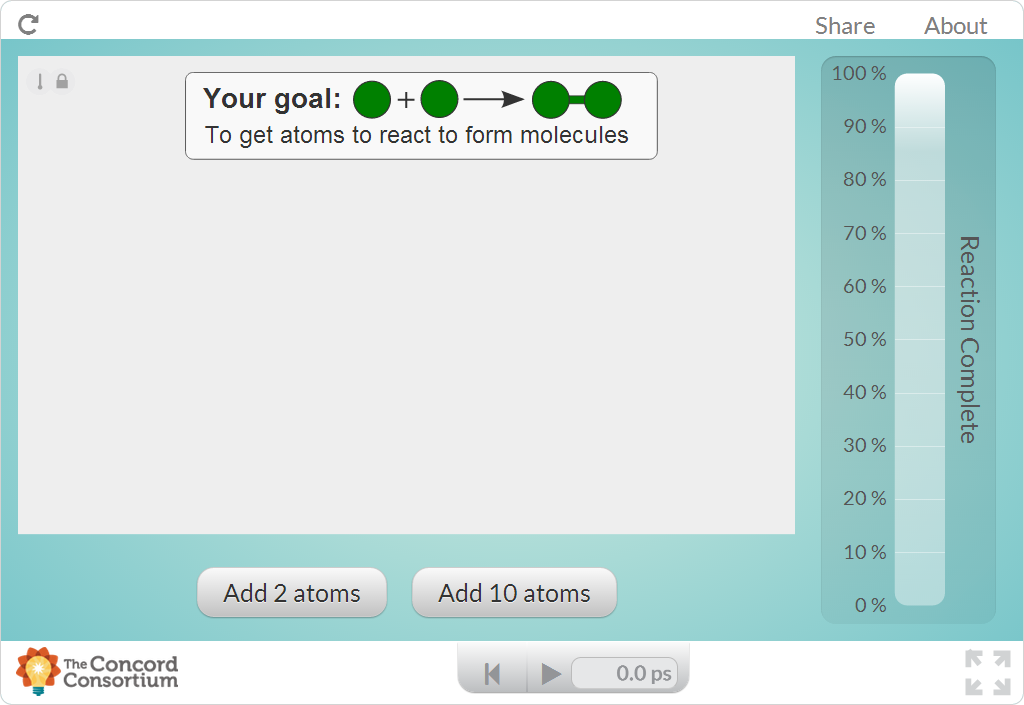 Share
About
Your goal: +
To get atoms to react to form molecules
100 %
90 %
80 %
70 %
60 %
50 %
40 %
30 %
20 %
10 %
0 %
Reaction Complete
Add 2 atoms
Add 10 atoms
The Concord
Consortium
0.0 ps